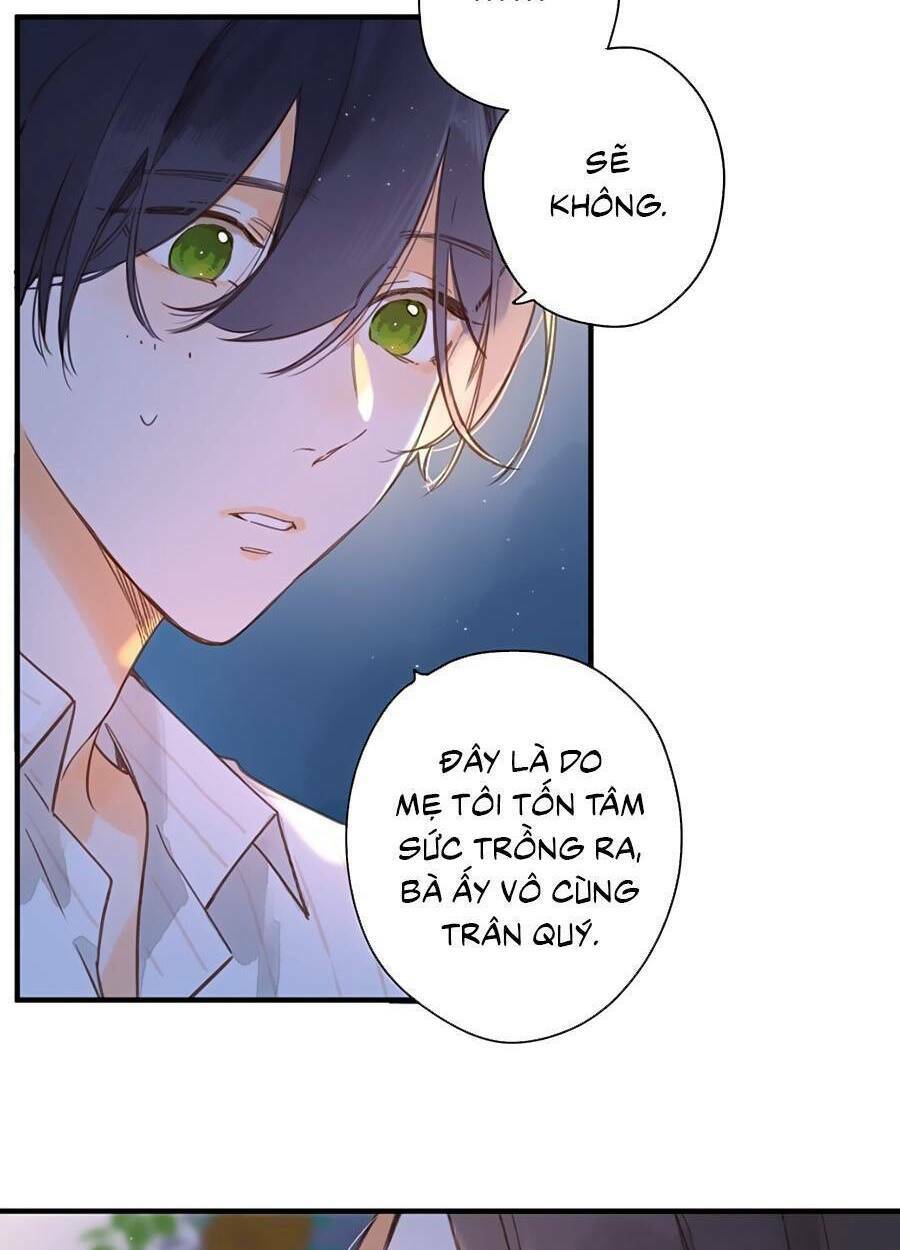 SẼ
KHÔNG.
ĐÂY LÀ DO
MẸ TÔI TỐN TÂM
SỨC TRỒNG RA,
BÀ ẤY VÔ CÙNG
TRÂN QUÝ.